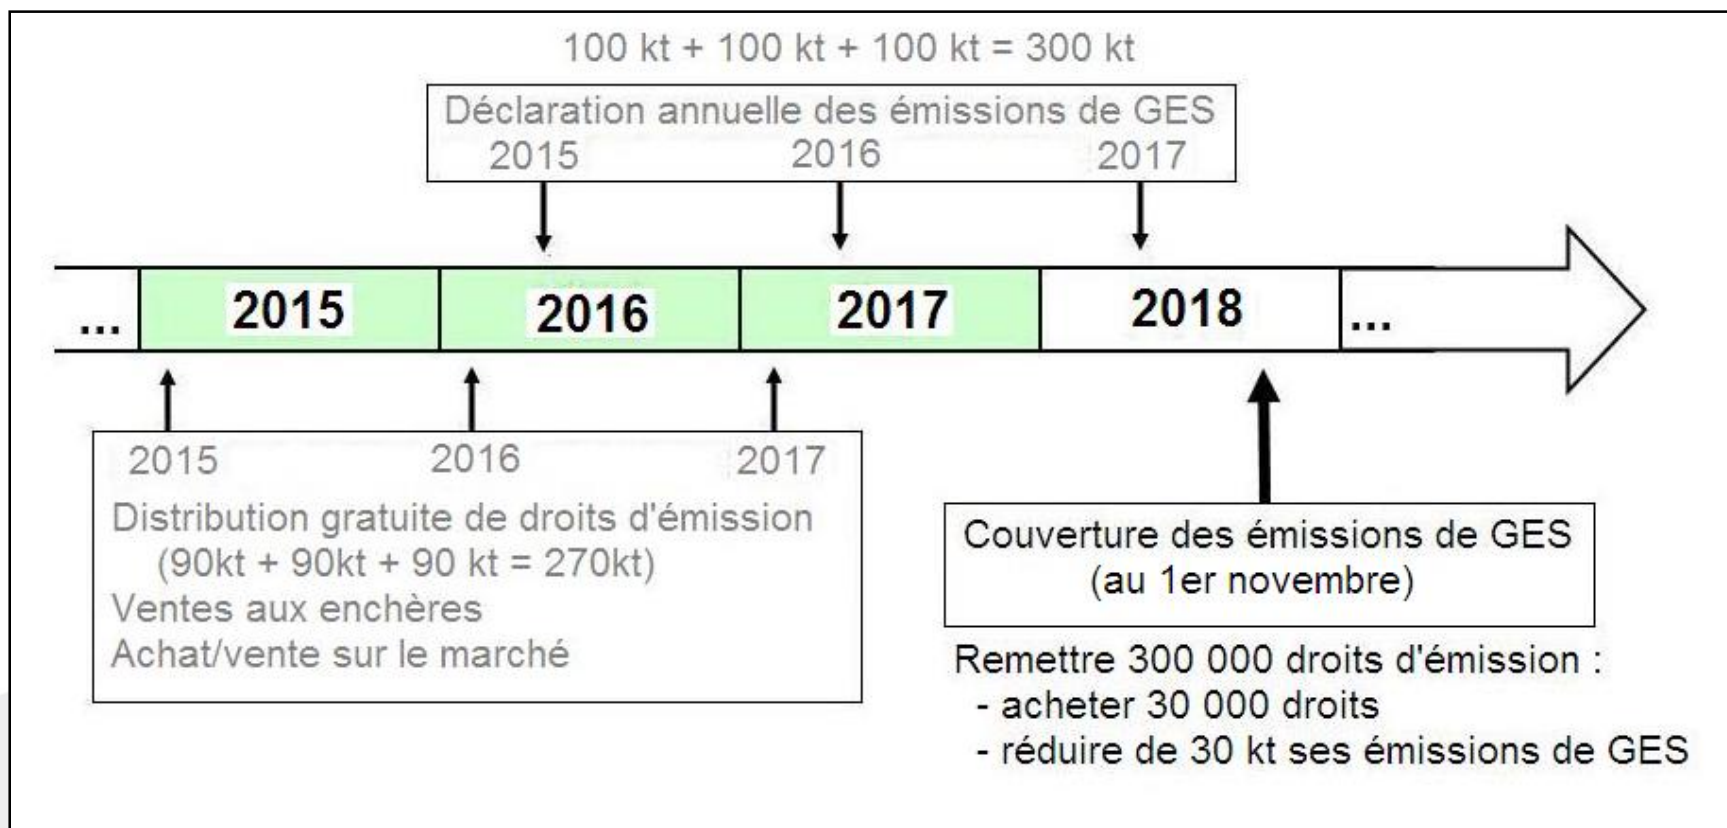 100 kt + 100 kt + 100 kt = 300 kt
Déclaration annuelle des émissions de GES
2015 2016 2017
... 2015 2016 2017 2018 ...
2015 2016 2017
Distribution gratuite de droits d'émission
(90kt + 90kt + 90 kt = 270kt)
Ventes aux enchères
Achat/vente sur le marché
Couverture des émissions de GES
(au 1er novembre)
Remettre 300 000 droits d'émission :
- acheter 30 000 droits
- réduire de 30 kt ses émissions de GES